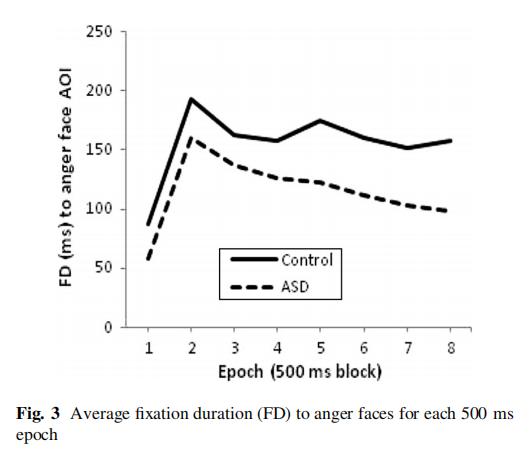 250
200
150
100
50
0
FD (ms) to anger face AOI
Control
ASD
1 2 3 4 5 6 7 8
Epoch (500 ms block)
Fig. 3 Average fixation duration (FD) to anger faces for each 500 ms
epoch